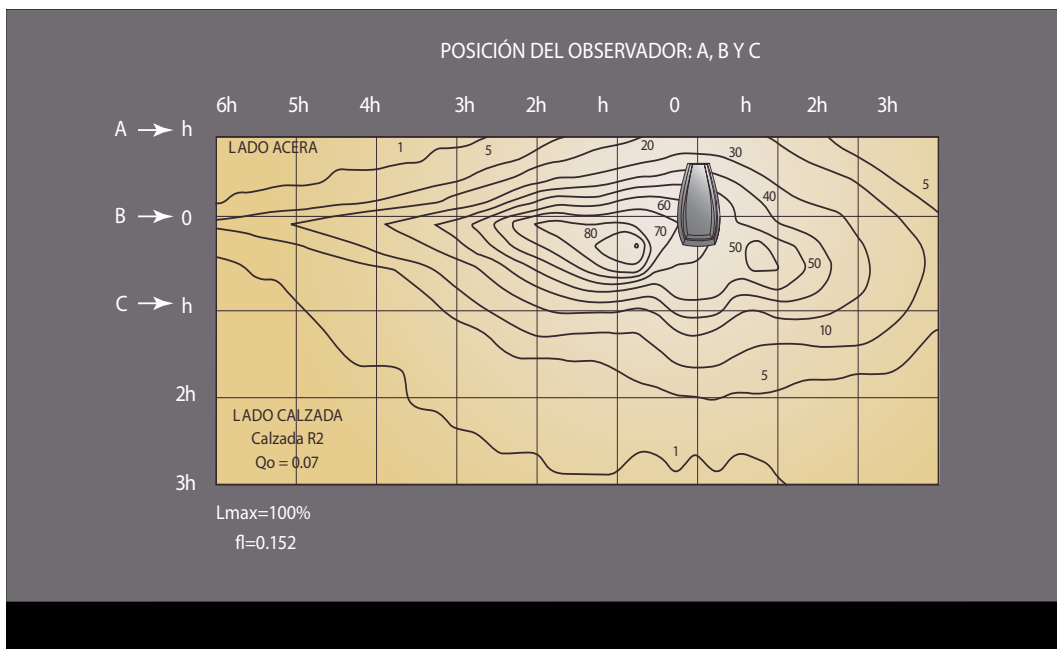 POSICIÓN DEL OBSERVADOR: A, B Y C
6h 5h 4h 3h 2h h 0 h 2h 3h
A h
LADO ACERA
1 5 20 30
40 5
B 0
60
80 70 50 50
C h
10
5
2h
LADO CALZADA
Calzada R2
Qo = 0.07
1
3h
Lmax=100%
fl=0.152